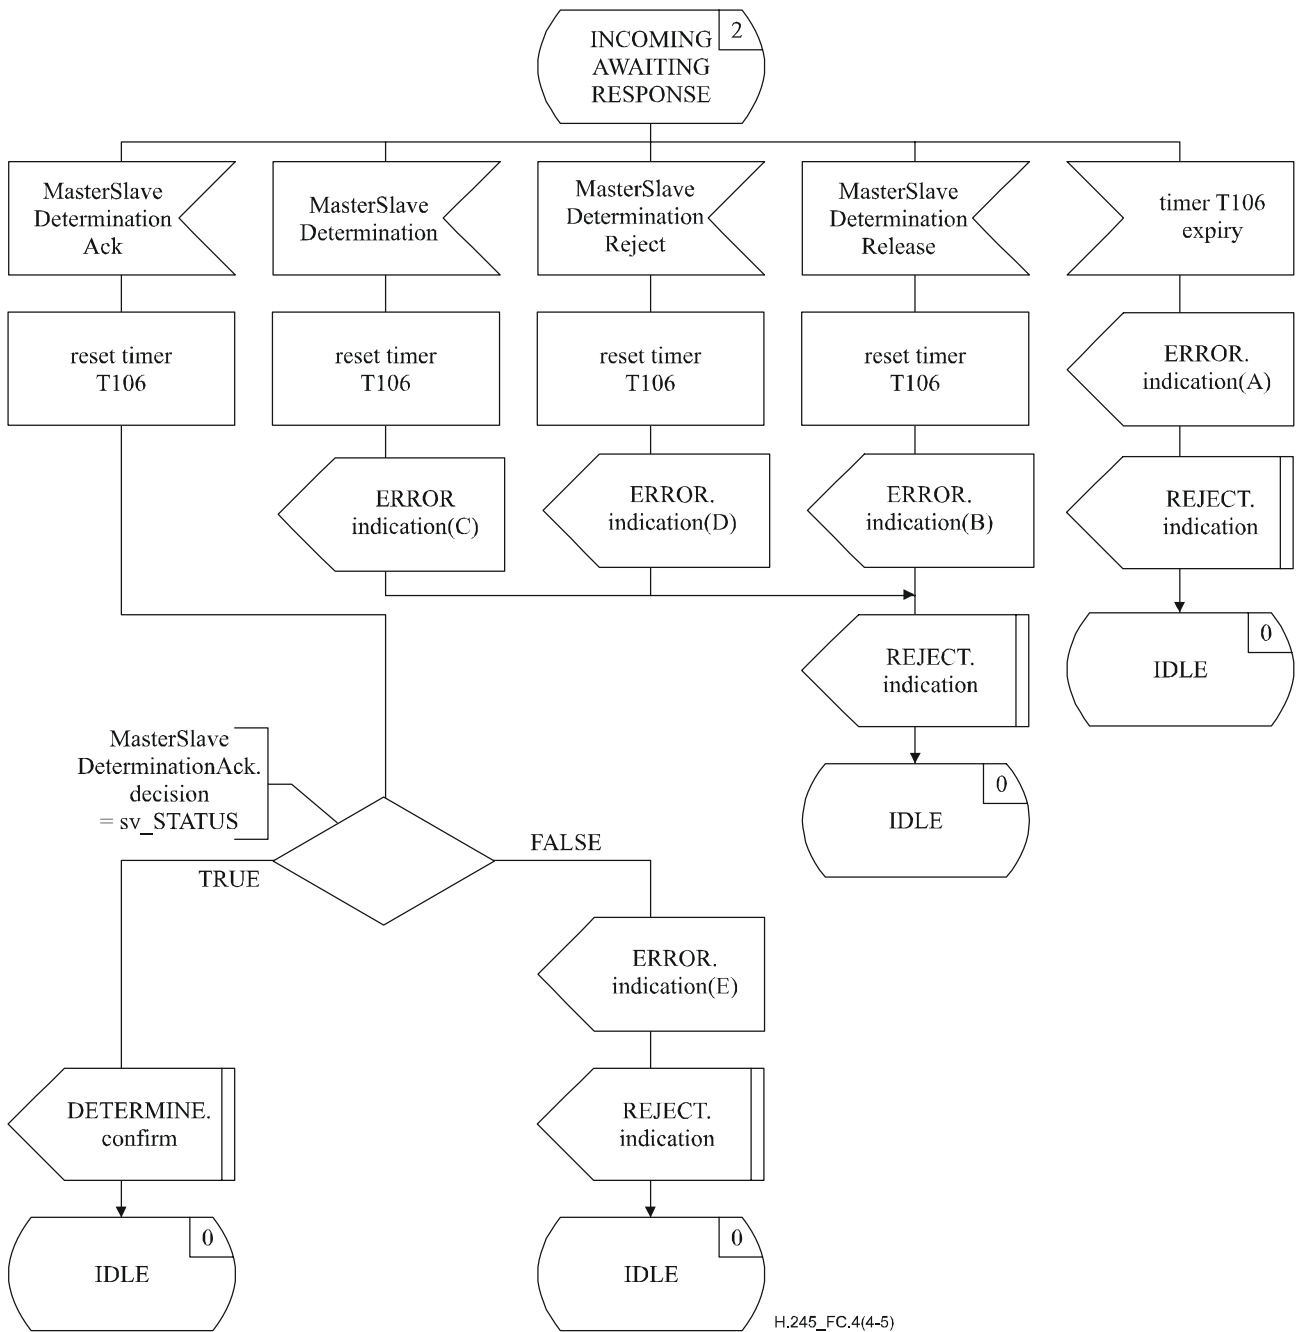 INCOMING
AWAITING
RESPONSE
2
MasterSlave
Determination
Ack
MasterSlave
Determination
MasterSlave
Determination
Reject
MasterSlave
Determination
Release
timer T106
expiry
reset timer
T106
reset timer
T106
reset timer
T106
reset timer
T106
ERROR.
indication(A)
ERROR
indication(C)
ERROR.
indication(D)
ERROR.
indication(B)
REJECT.
indication
REJECT.
indication
0
IDLE
0
IDLE
MasterSlave
DeterminationAck.
decision
= sv_STATUS
TRUE
FALSE
ERROR.
indication(E)
DETERMINE.
confirm
REJECT.
indication
0
IDLE
0
IDLE
H.245_FC.4(4-5)